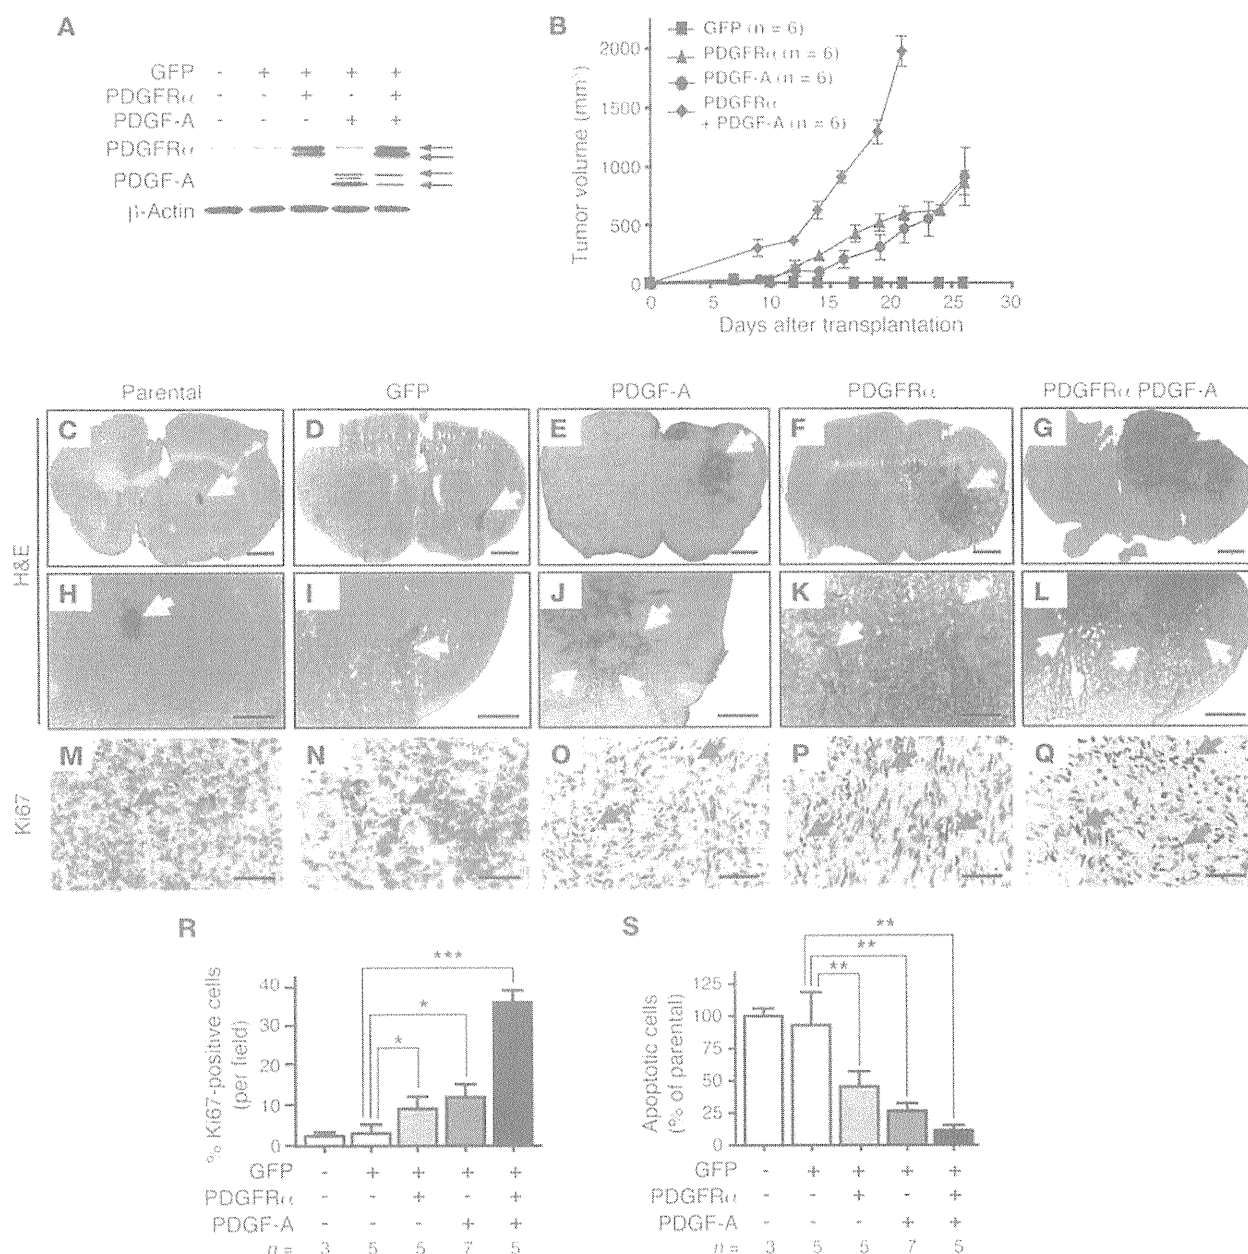 A
GFP - + + + +
PDGFRα - - + - +
PDGF-A - - - + +
PDGFRα
PDGF-A
β-Actin
B
GFP (n = 6)
PDGFRα (n = 6)
PDGF-A (n = 6)
PDGFRα
+ PDGF-A (n = 6)
Tumor volume (mm³)
2000
1500
1000
500
0
0 5 10 15 20 25 30
Days after transplantation
Parental GFP PDGF-A PDGFRα PDGFRα PDGF-A
H&E
C D E F G
H I J K L
Ki67
M N O P Q
R
% Ki67-positive cells
(per field)
40
30
20
10
0
***
*
*
GFP - + + + +
PDGFRα - - + - +
PDGF-A - - - + +
n = 3 5 5 7 5
S
Apoptotic cells
(% of parental)
125
100
75
50
25
0
**
**
**
GFP - + + + +
PDGFRα - - + - +
PDGF-A - - - + +
n = 3 5 5 7 5